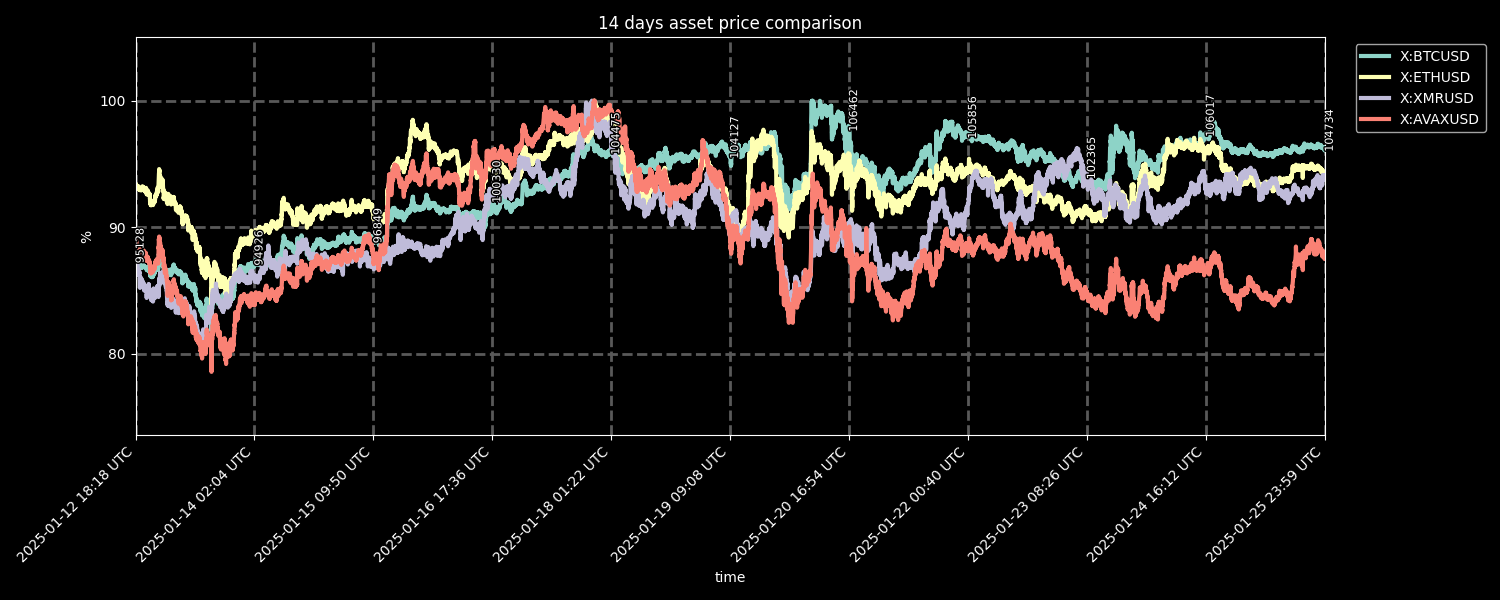 14 days asset price comparison
X:BTCUSD
X:ETHUSD
X:XMRUSD
X:AVAXUSD
100
90
80
%
95128
94926
96849
100330
104475
104127
106462
105856
102365
106017
104734
2025-01-12 18:18 UTC
2025-01-14 02:04 UTC
2025-01-15 09:50 UTC
2025-01-16 17:36 UTC
2025-01-18 01:22 UTC
2025-01-19 09:08 UTC
2025-01-20 16:54 UTC
2025-01-22 00:40 UTC
2025-01-23 08:26 UTC
2025-01-24 16:12 UTC
2025-01-25 23:59 UTC
time